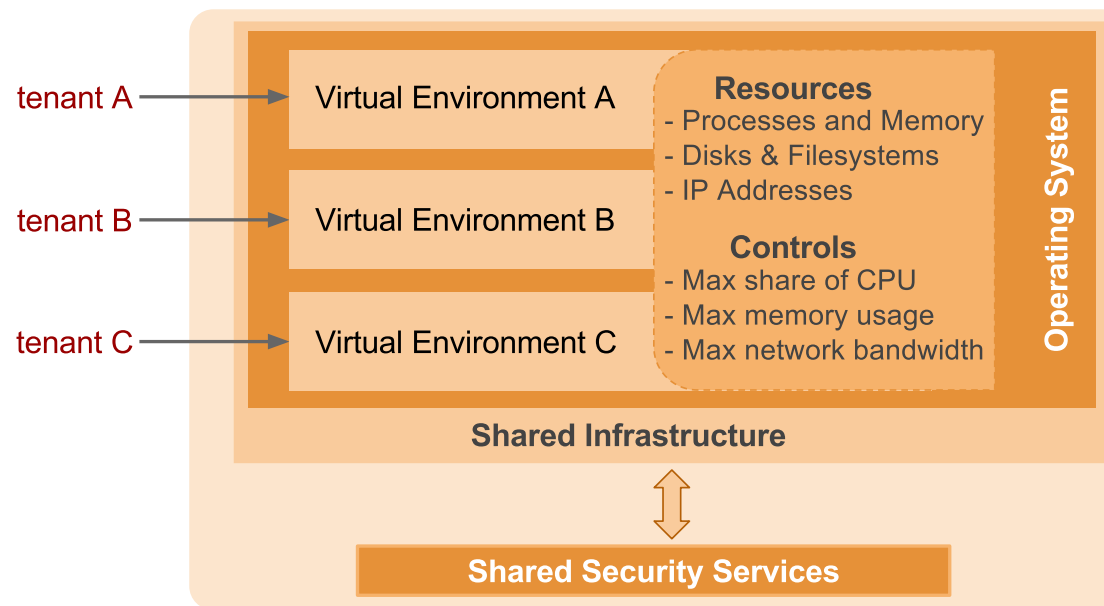 tenant A
Virtual Environment A
tenant B
Virtual Environment B
tenant C
Virtual Environment C
Resources
- Processes and Memory
- Disks & Filesystems
- IP Addresses
Controls
- Max share of CPU
- Max memory usage
- Max network bandwidth
Operating System
Shared Infrastructure
Shared Security Services